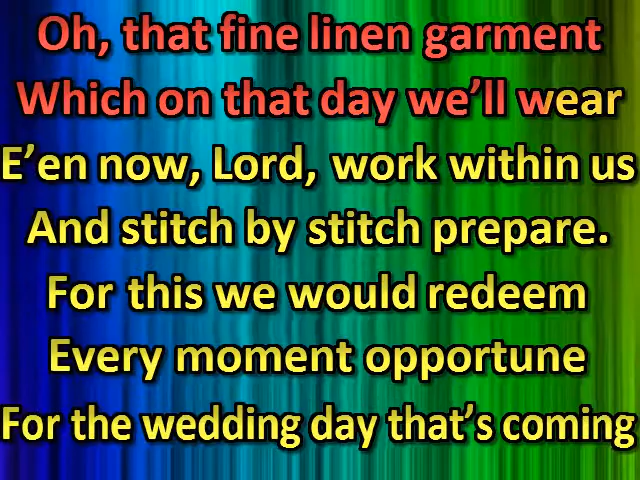 Oh, that fine linen garment
Which on that day we’ll wear
E’en now, Lord, work within us
And stitch by stitch prepare.
For this we would redeem
Every moment opportune
For the wedding day that’s coming